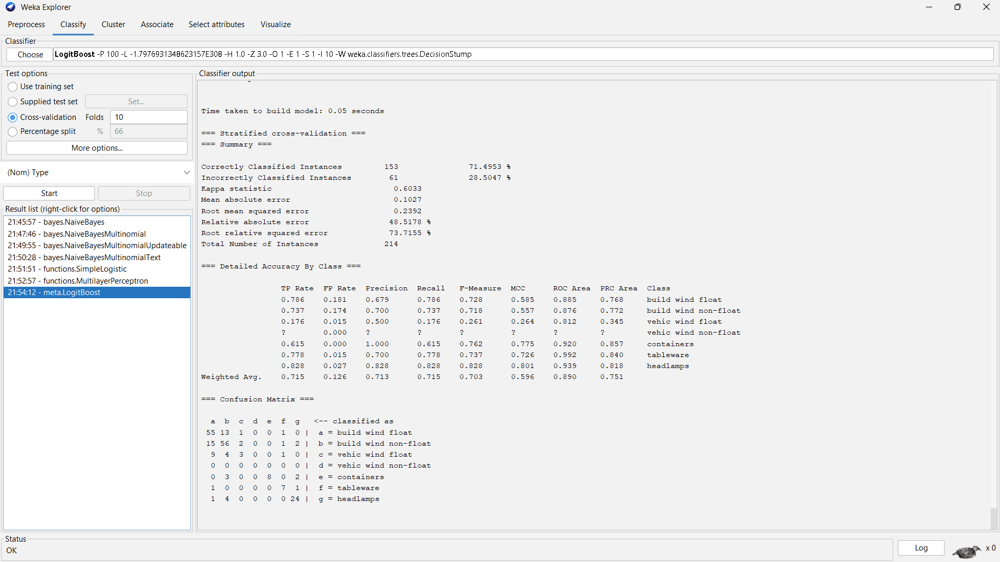 Weka Explorer
Preprocess Classify Cluster Associate Select attributes Visualize
Classifier
Choose LogitBoost -P 100 -L -1.7976931348623157E308 -H 1.0 -Z 3.0 -O 1 -E 1 -S 1 -I 10 -W weka.classifiers.trees.DecisionStump
Test options
Use training set
Supplied test set Set...
Cross-validation Folds 10
Percentage split % 66
More options...
(Nom) Type
Start Stop
Result list (right-click for options)
21:45:57 - bayes.NaiveBayes
21:47:46 - bayes.NaiveBayesMultinomial
21:49:55 - bayes.NaiveBayesMultinomialUpdateable
21:50:28 - bayes.NaiveBayesMultinomialText
21:51:51 - functions.SimpleLogistic
21:52:57 - functions.MultilayerPerceptron
21:54:12 - meta.LogitBoost
Classifier output
Time taken to build model: 0.05 seconds
=== Stratified cross-validation ===
=== Summary ===
Correctly Classified Instances 153 71.4953 %
Incorrectly Classified Instances 61 28.5047 %
Kappa statistic 0.6033
Mean absolute error 0.1027
Root mean squared error 0.2392
Relative absolute error 48.5178 %
Root relative squared error 73.7155 %
Total Number of Instances 214
=== Detailed Accuracy By Class ===
TP Rate FP Rate Precision Recall F-Measure MCC ROC Area PRC Area Class
0.786 0.181 0.679 0.786 0.728 0.585 0.885 0.768 build wind float
0.737 0.174 0.700 0.737 0.718 0.557 0.876 0.772 build wind non-float
0.176 0.015 0.500 0.176 0.261 0.264 0.812 0.345 vehic wind float
? 0.000 ? ? ? ? ? ? vehic wind non-float
0.615 0.000 1.000 0.615 0.762 0.775 0.920 0.857 containers
0.778 0.015 0.700 0.778 0.737 0.726 0.992 0.840 tableware
0.828 0.027 0.828 0.828 0.828 0.801 0.939 0.818 headlamps
Weighted Avg. 0.715 0.126 0.713 0.715 0.703 0.596 0.890 0.751
=== Confusion Matrix ===
a b c d e f g <-- classified as
55 13 1 0 0 1 0 | a = build wind float
15 56 2 0 0 1 2 | b = build wind non-float
9 4 3 0 0 1 0 | c = vehic wind float
0 0 0 0 0 0 0 | d = vehic wind non-float
0 3 0 0 8 0 2 | e = containers
1 0 0 0 0 7 1 | f = tableware
1 4 0 0 0 0 24 | g = headlamps
Status
OK
Log x 0